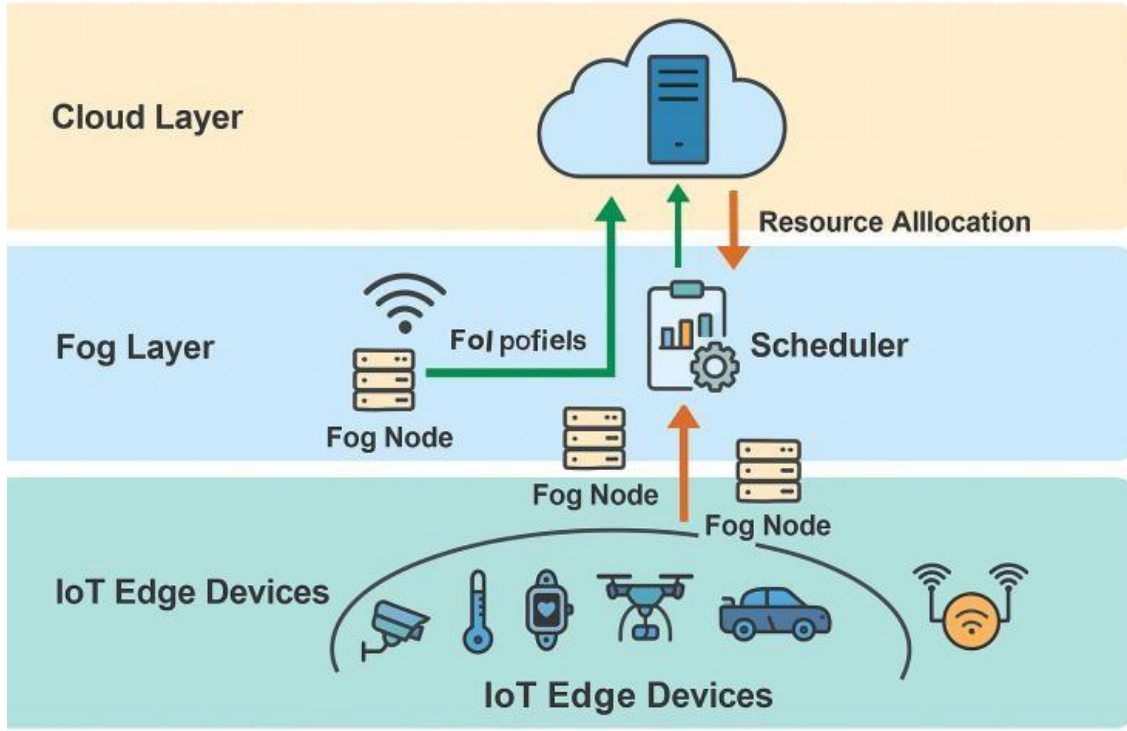 Cloud Layer
Resource Alllocation
Fog Layer
Fol pofiels
Scheduler
Fog Node
Fog Node
Fog Node
IoT Edge Devices
IoT Edge Devices